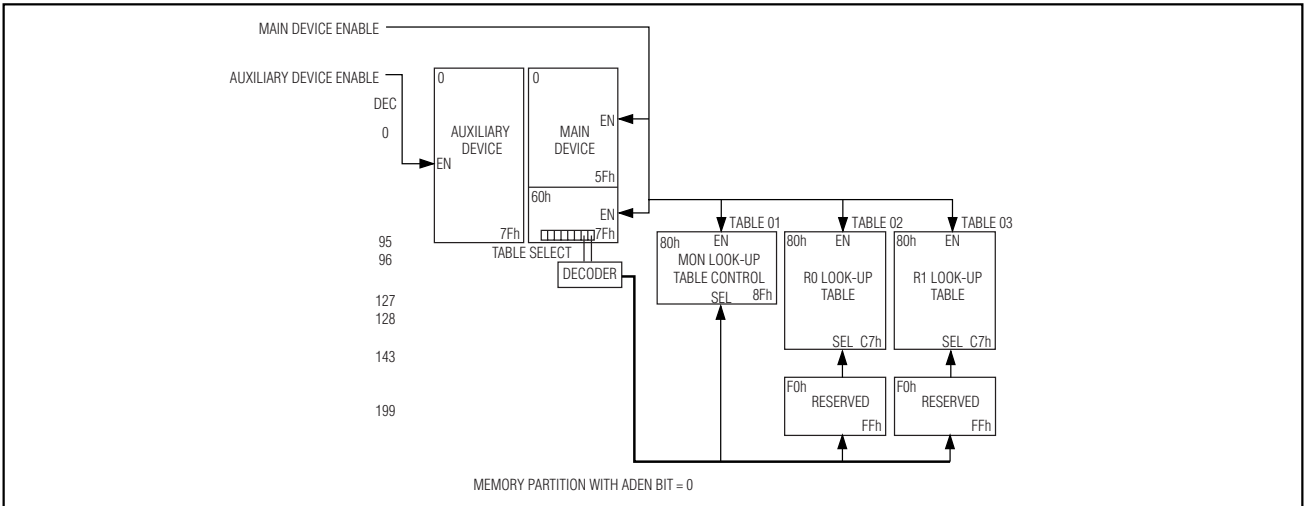 MAIN DEVICE ENABLE
AUXILIARY DEVICE ENABLE
DEC
0
95
96
127
128
143
199
0
AUXILIARY
DEVICE
EN
7Fh
0
EN
MAIN
DEVICE
5Fh
60h
EN
7Fh
TABLE SELECT
DECODER
TABLE 01
80h
EN
MON LOOK-UP
TABLE CONTROL
SEL
8Fh
TABLE 02
80h
EN
R0 LOOK-UP
TABLE
SEL C7h
F0h
RESERVED
FFh
TABLE 03
80h
EN
R1 LOOK-UP
TABLE
SEL C7h
F0h
RESERVED
FFh
MEMORY PARTITION WITH ADEN BIT = 0